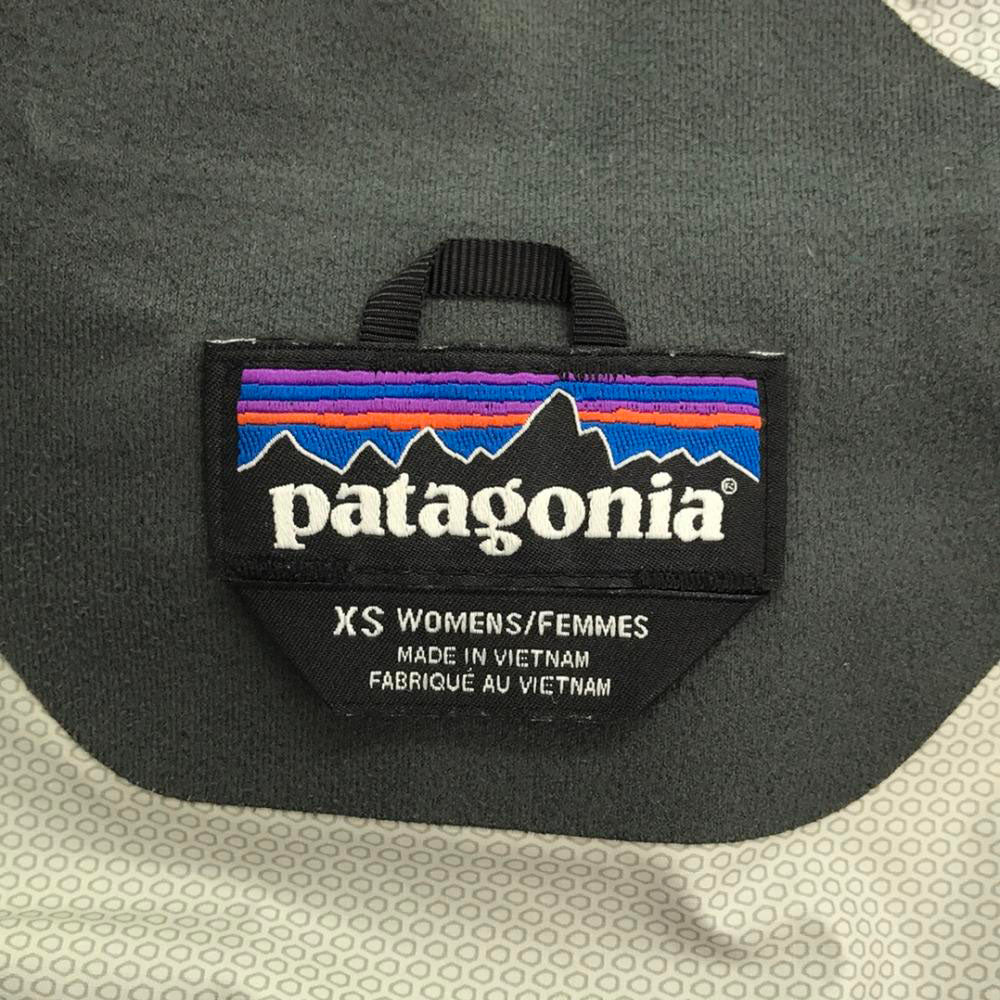 patagonia®
XS WOMENS/FEMMES
MADE IN VIETNAM
FABRIQUÉ AU VIETNAM